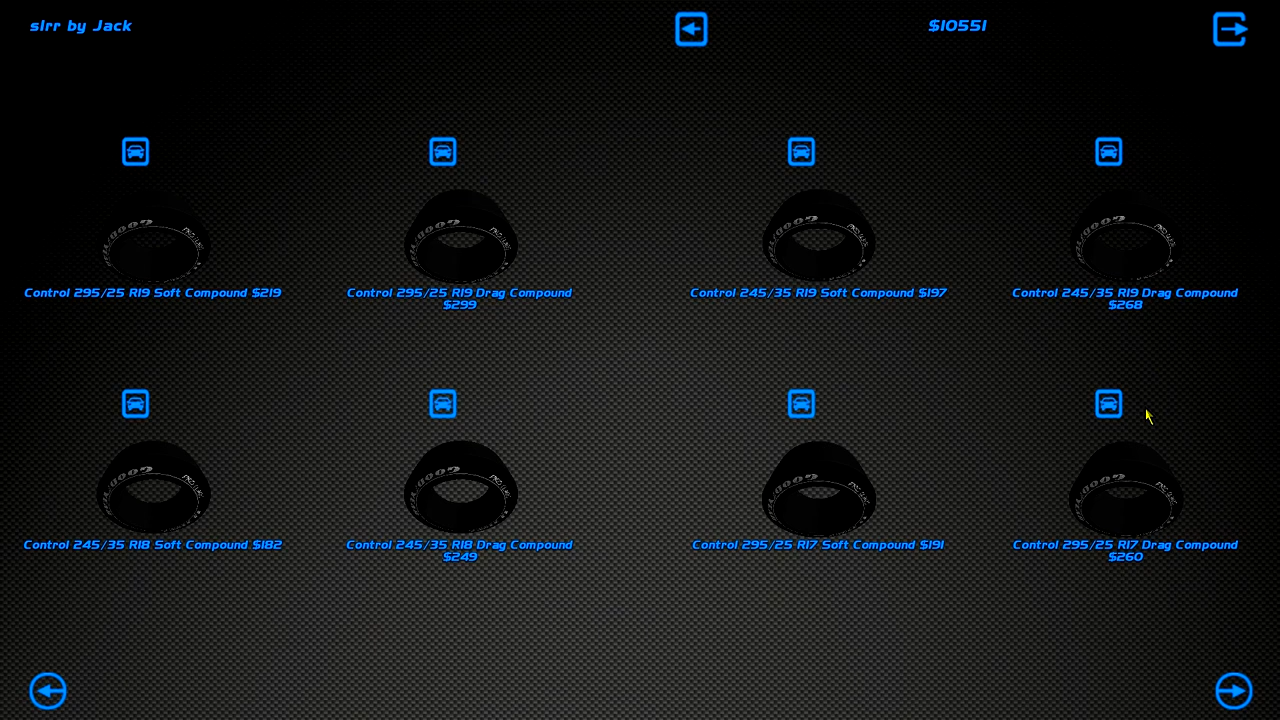 slrr by Jack
$10551
Control 295/25 R19 Soft Compound $219
Control 295/25 R19 Drag Compound
$299
Control 245/35 R19 Soft Compound $197
Control 245/35 R19 Drag Compound
$268
Control 245/35 R18 Soft Compound $182
Control 245/35 R18 Drag Compound
$249
Control 295/25 R17 Soft Compound $191
Control 295/25 R17 Drag Compound
$260